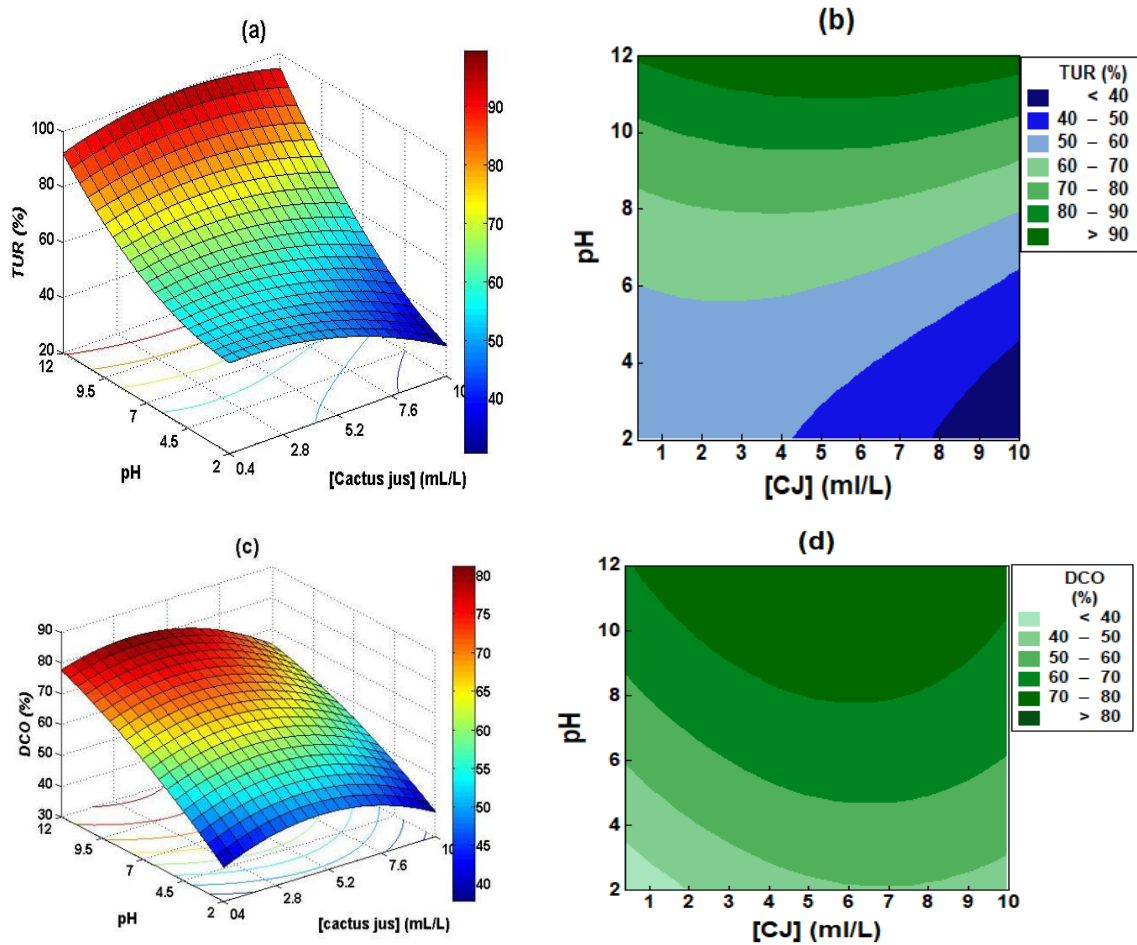 (a)
TUR (%)
100
80
60
40
20
12
9.5
7
4.5
2
0.4
2.8
5.2
7.6
10
pH
[Cactus jus] (mL/L)
90
80
70
60
50
40
(b)
pH
12
10
8
6
4
2
1 2 3 4 5 6 7 8 9 10
[CJ] (ml/L)
TUR (%)
< 40
40 – 50
50 – 60
60 – 70
70 – 80
80 – 90
> 90
(c)
DCO (%)
90
80
70
60
50
40
30
12
9.5
7
4.5
2
04
2.8
5.2
7.6
10
pH
[cactus jus] (mL/L)
80
75
70
65
60
55
50
45
40
(d)
pH
12
10
8
6
4
2
1 2 3 4 5 6 7 8 9 10
[CJ] (ml/L)
DCO
(%)
< 40
40 – 50
50 – 60
60 – 70
70 – 80
> 80